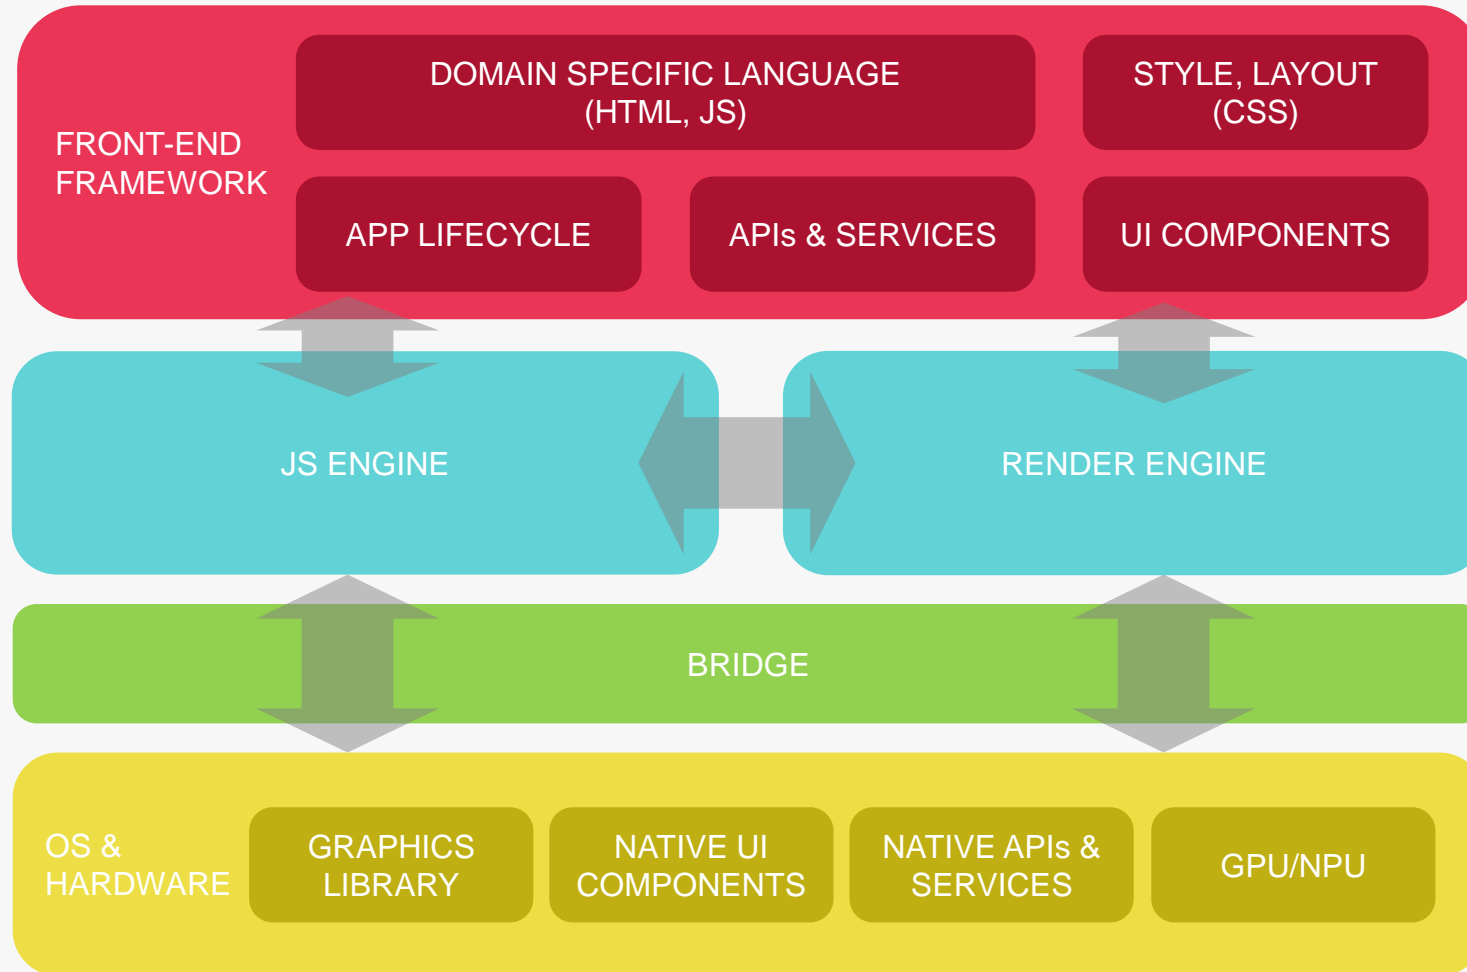 DOMAIN SPECIFIC LANGUAGE
(HTML, JS)
STYLE, LAYOUT
(CSS)
FRONT-END
FRAMEWORK
APP LIFECYCLE
APIs & SERVICES
UI COMPONENTS
JS ENGINE
RENDER ENGINE
BRIDGE
OS &
HARDWARE
GRAPHICS
LIBRARY
NATIVE UI
COMPONENTS
NATIVE APIs &
SERVICES
GPU/NPU